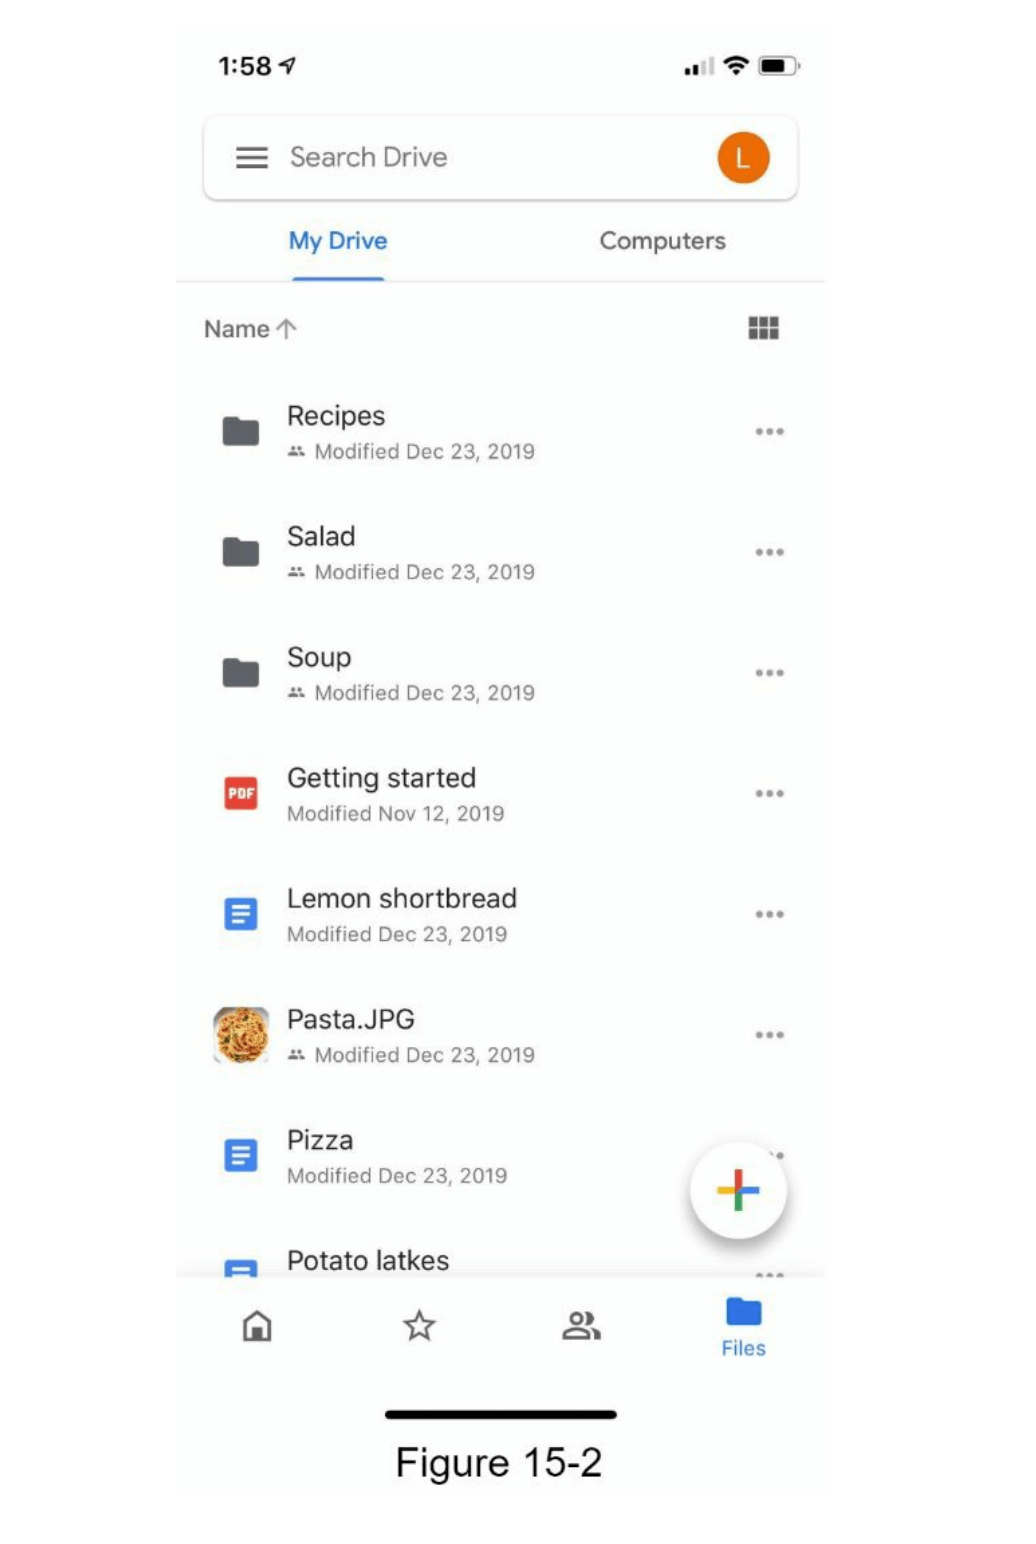 1:58
Search Drive
L
My Drive
Computers
Name
Recipes
Modified Dec 23, 2019
Salad
Modified Dec 23, 2019
Soup
Modified Dec 23, 2019
PDF
Getting started
Modified Nov 12, 2019
Lemon shortbread
Modified Dec 23, 2019
Pasta.JPG
Modified Dec 23, 2019
Pizza
Modified Dec 23, 2019
Potato latkes
Files
Figure 15-2